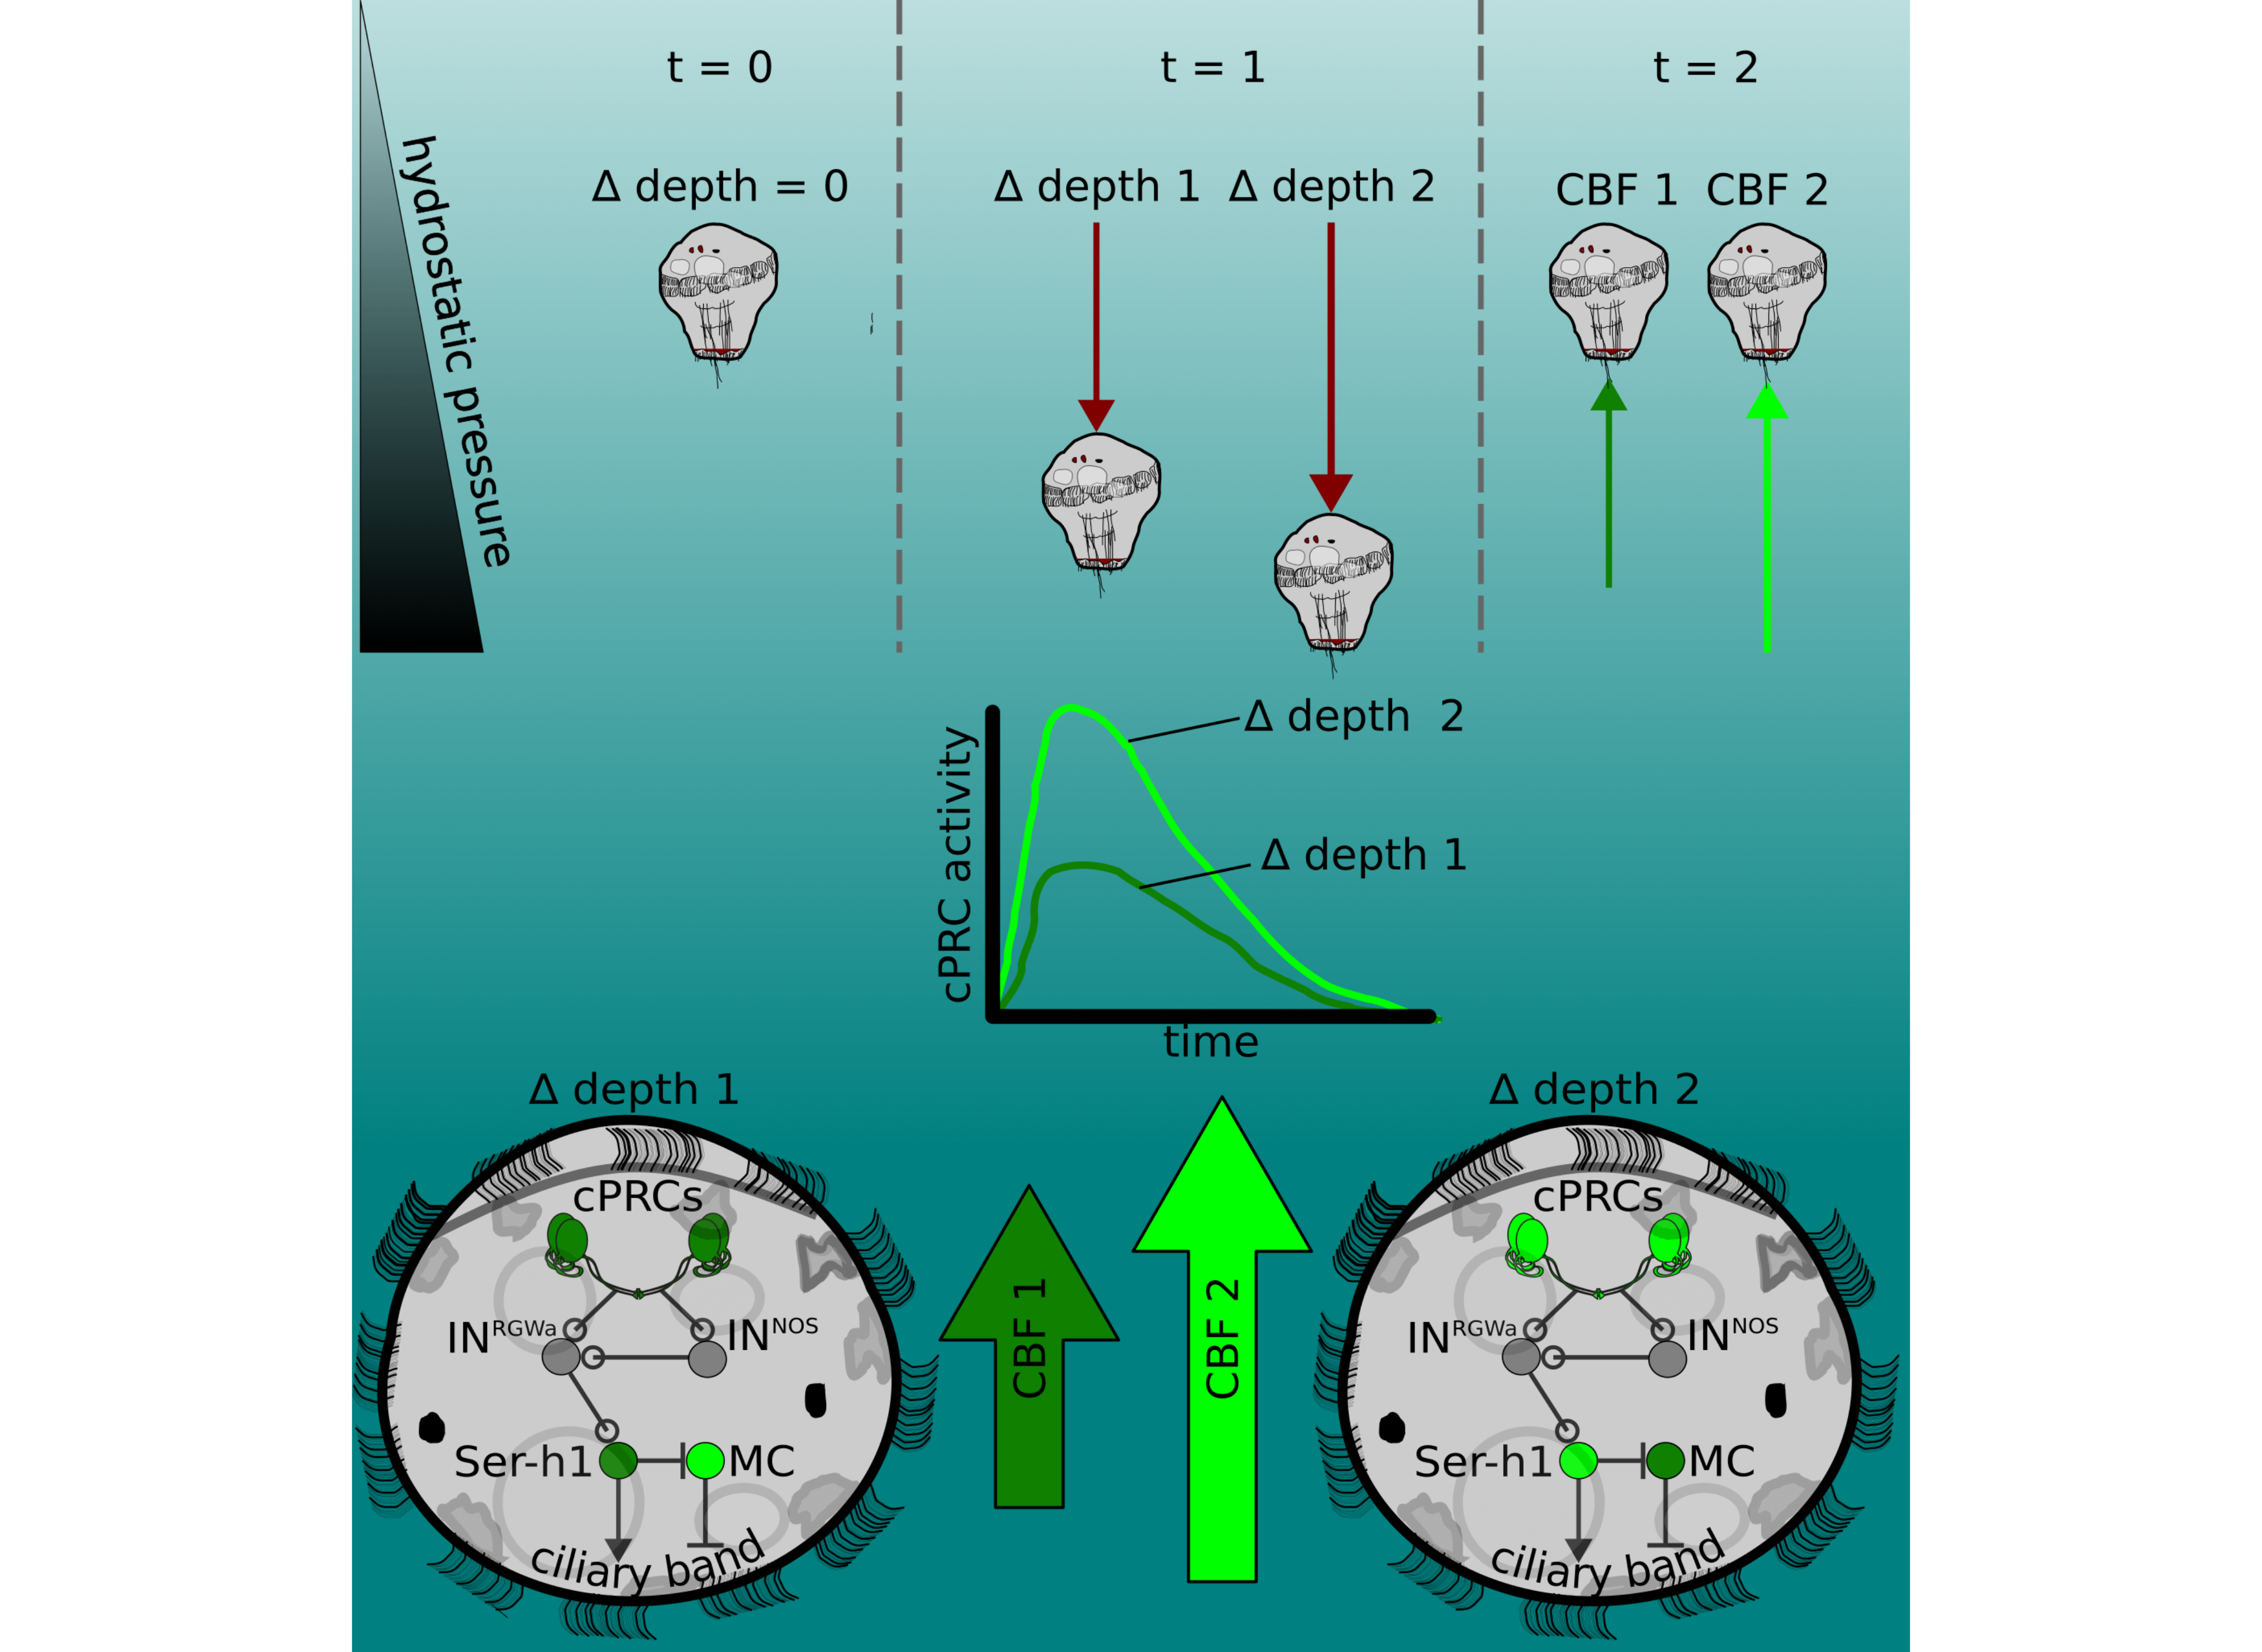 t = 0
t = 1
t = 2
hydrostatic pressure
Δ depth = 0
Δ depth 1
Δ depth 2
CBF 1
CBF 2
Δ depth 2
Δ depth 1
cPRC activity
time
Δ depth 1
cPRCs
IN^RGWa
IN^NOS
Ser-h1
MC
ciliary band
CBF 1
CBF 2
Δ depth 2
cPRCs
IN^RGWa
IN^NOS
Ser-h1
MC
ciliary band